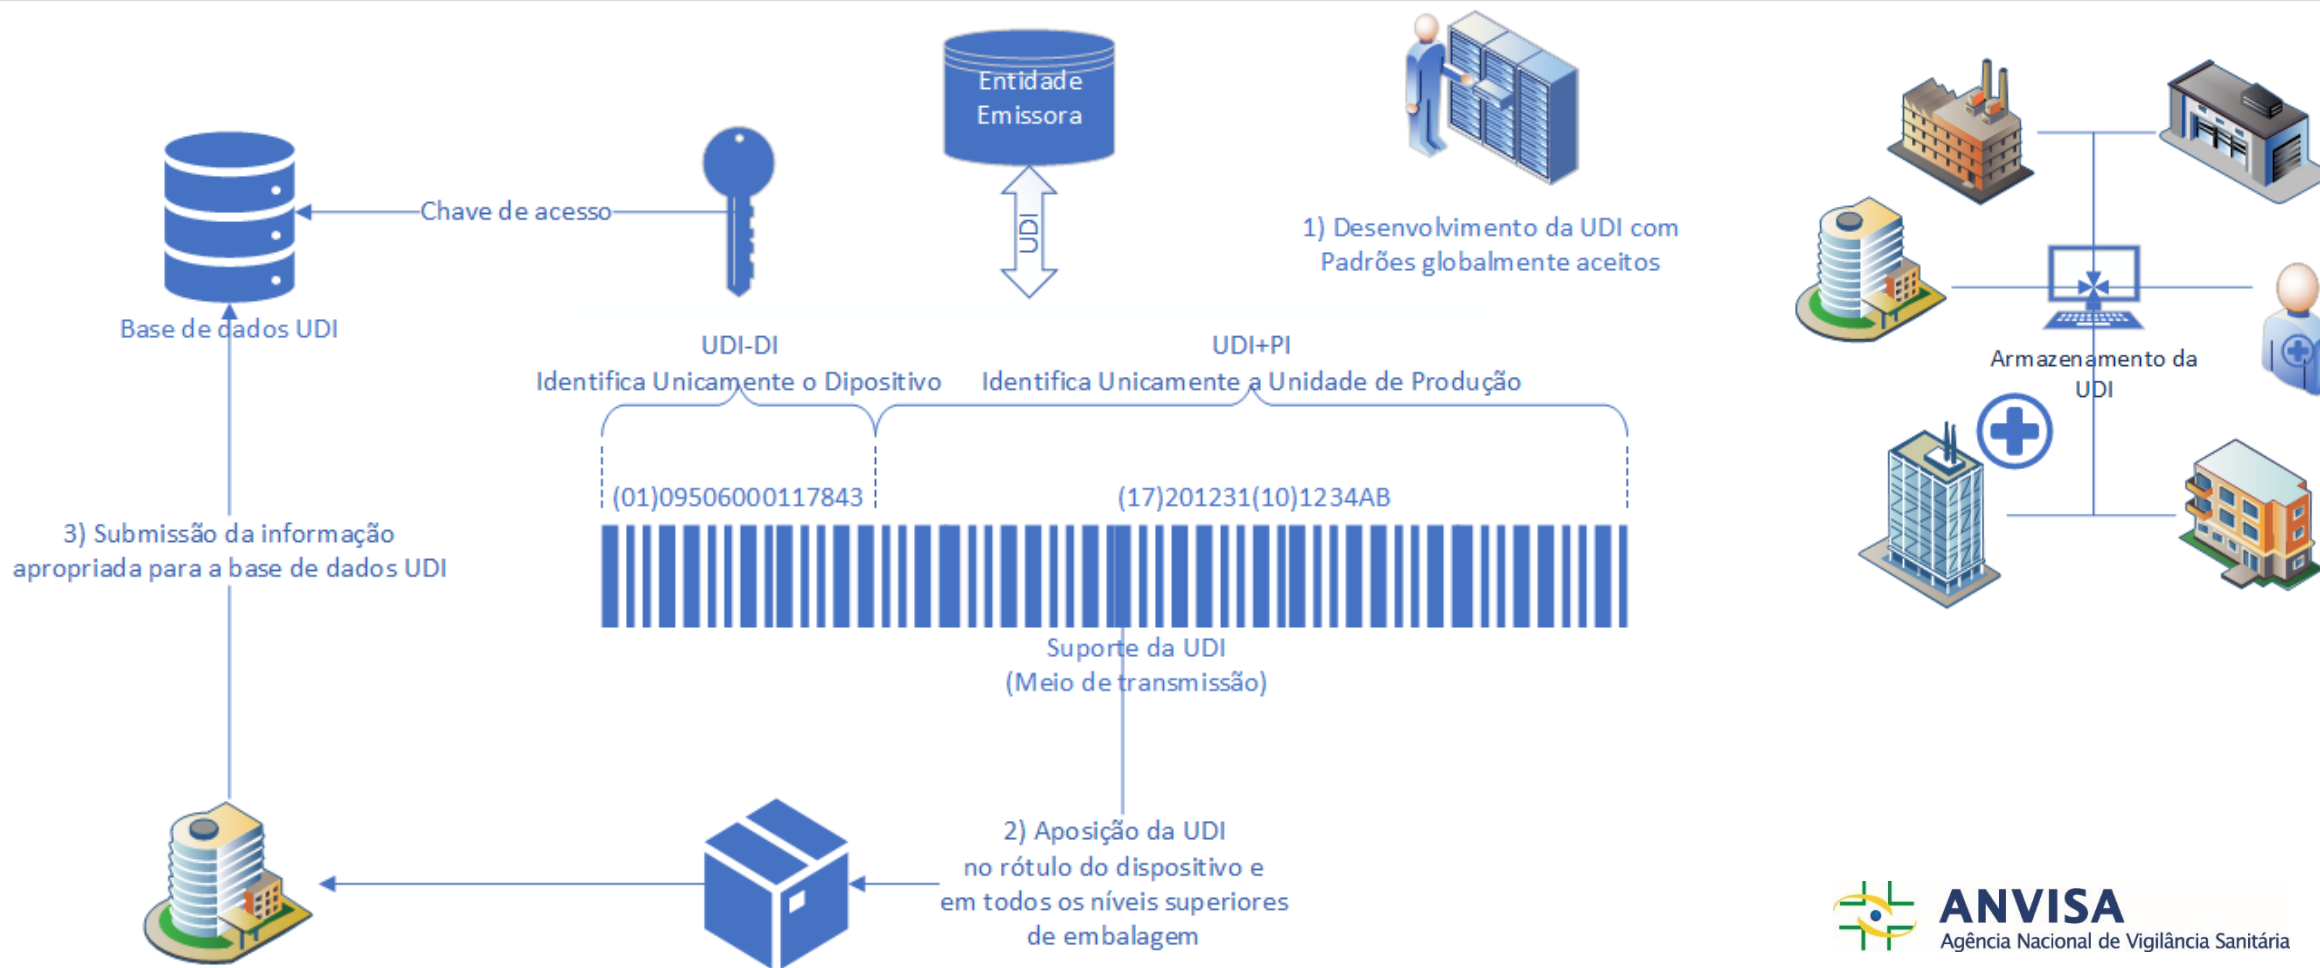 Entidade
Emissora
Chave de acesso
UDI
1) Desenvolvimento da UDI com
Padrões globalmente aceitos
Base de dados UDI
UDI-DI
Identifica Unicamente o Dipositivo
UDI+PI
Identifica Unicamente a Unidade de Produção
Armazenamento da
UDI
(01)09506000117843
(17)201231(10)1234AB
3) Submissão da informação
apropriada para a base de dados UDI
Suporte da UDI
(Meio de transmissão)
2) Aposição da UDI
no rótulo do dispositivo e
em todos os níveis superiores
de embalagem
ANVISA
Agência Nacional de Vigilância Sanitária